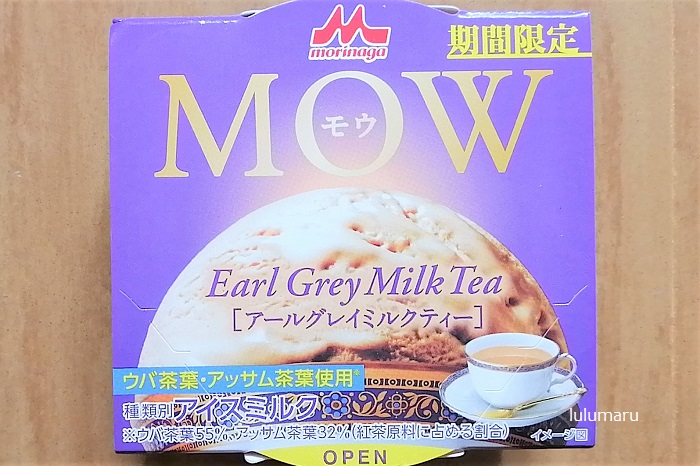 morinaga
期間限定
MOW
モウ
Earl Grey Milk Tea
[アールグレイミルクティー]
ウバ茶葉・アッサム茶葉使用※
種類別アイスミルク
※ウバ茶葉55%、アッサム茶葉32%(紅茶原料に占める割合)
イメージ図
lulumaru
OPEN